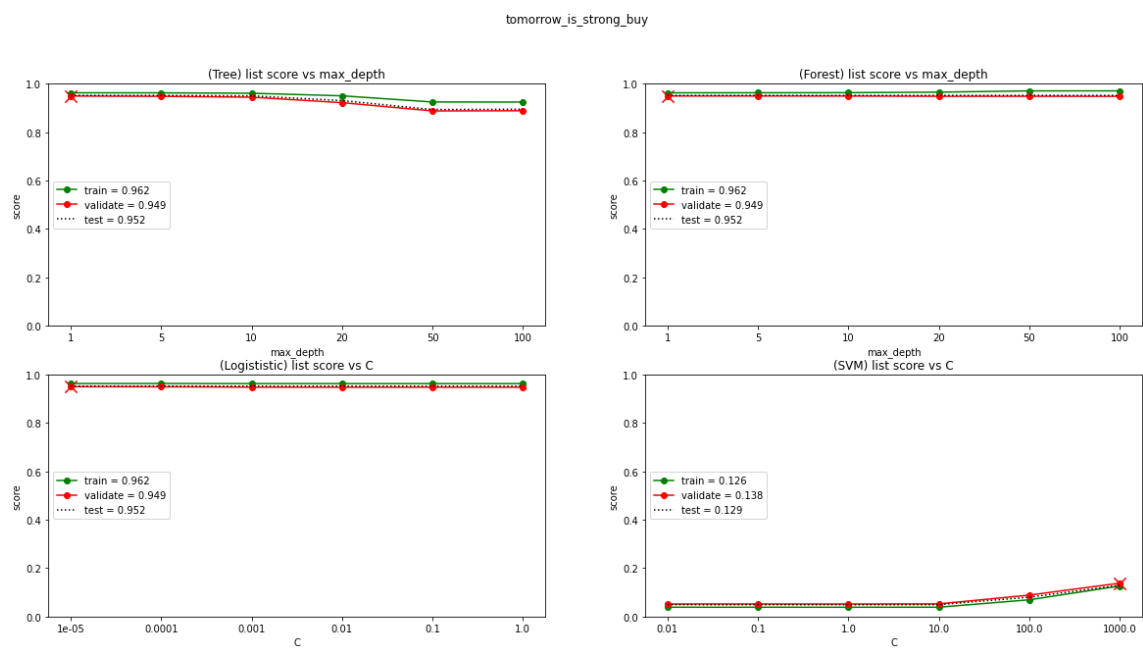 tomorrow_is_strong_buy
(Tree) list score vs max_depth
1.0
0.8
0.6
0.4
0.2
0.0
score
train = 0.962
validate = 0.949
test = 0.952
1 5 10 20 50 100
max_depth
(Forest) list score vs max_depth
1.0
0.8
0.6
0.4
0.2
0.0
score
train = 0.962
validate = 0.949
test = 0.952
1 5 10 20 50 100
max_depth
(Logististic) list score vs C
1.0
0.8
0.6
0.4
0.2
0.0
score
train = 0.962
validate = 0.949
test = 0.952
1e-05 0.0001 0.001 0.01 0.1 1.0
C
(SVM) list score vs C
1.0
0.8
0.6
0.4
0.2
0.0
score
train = 0.126
validate = 0.138
test = 0.129
0.01 0.1 1.0 10.0 100.0 1000.0
C